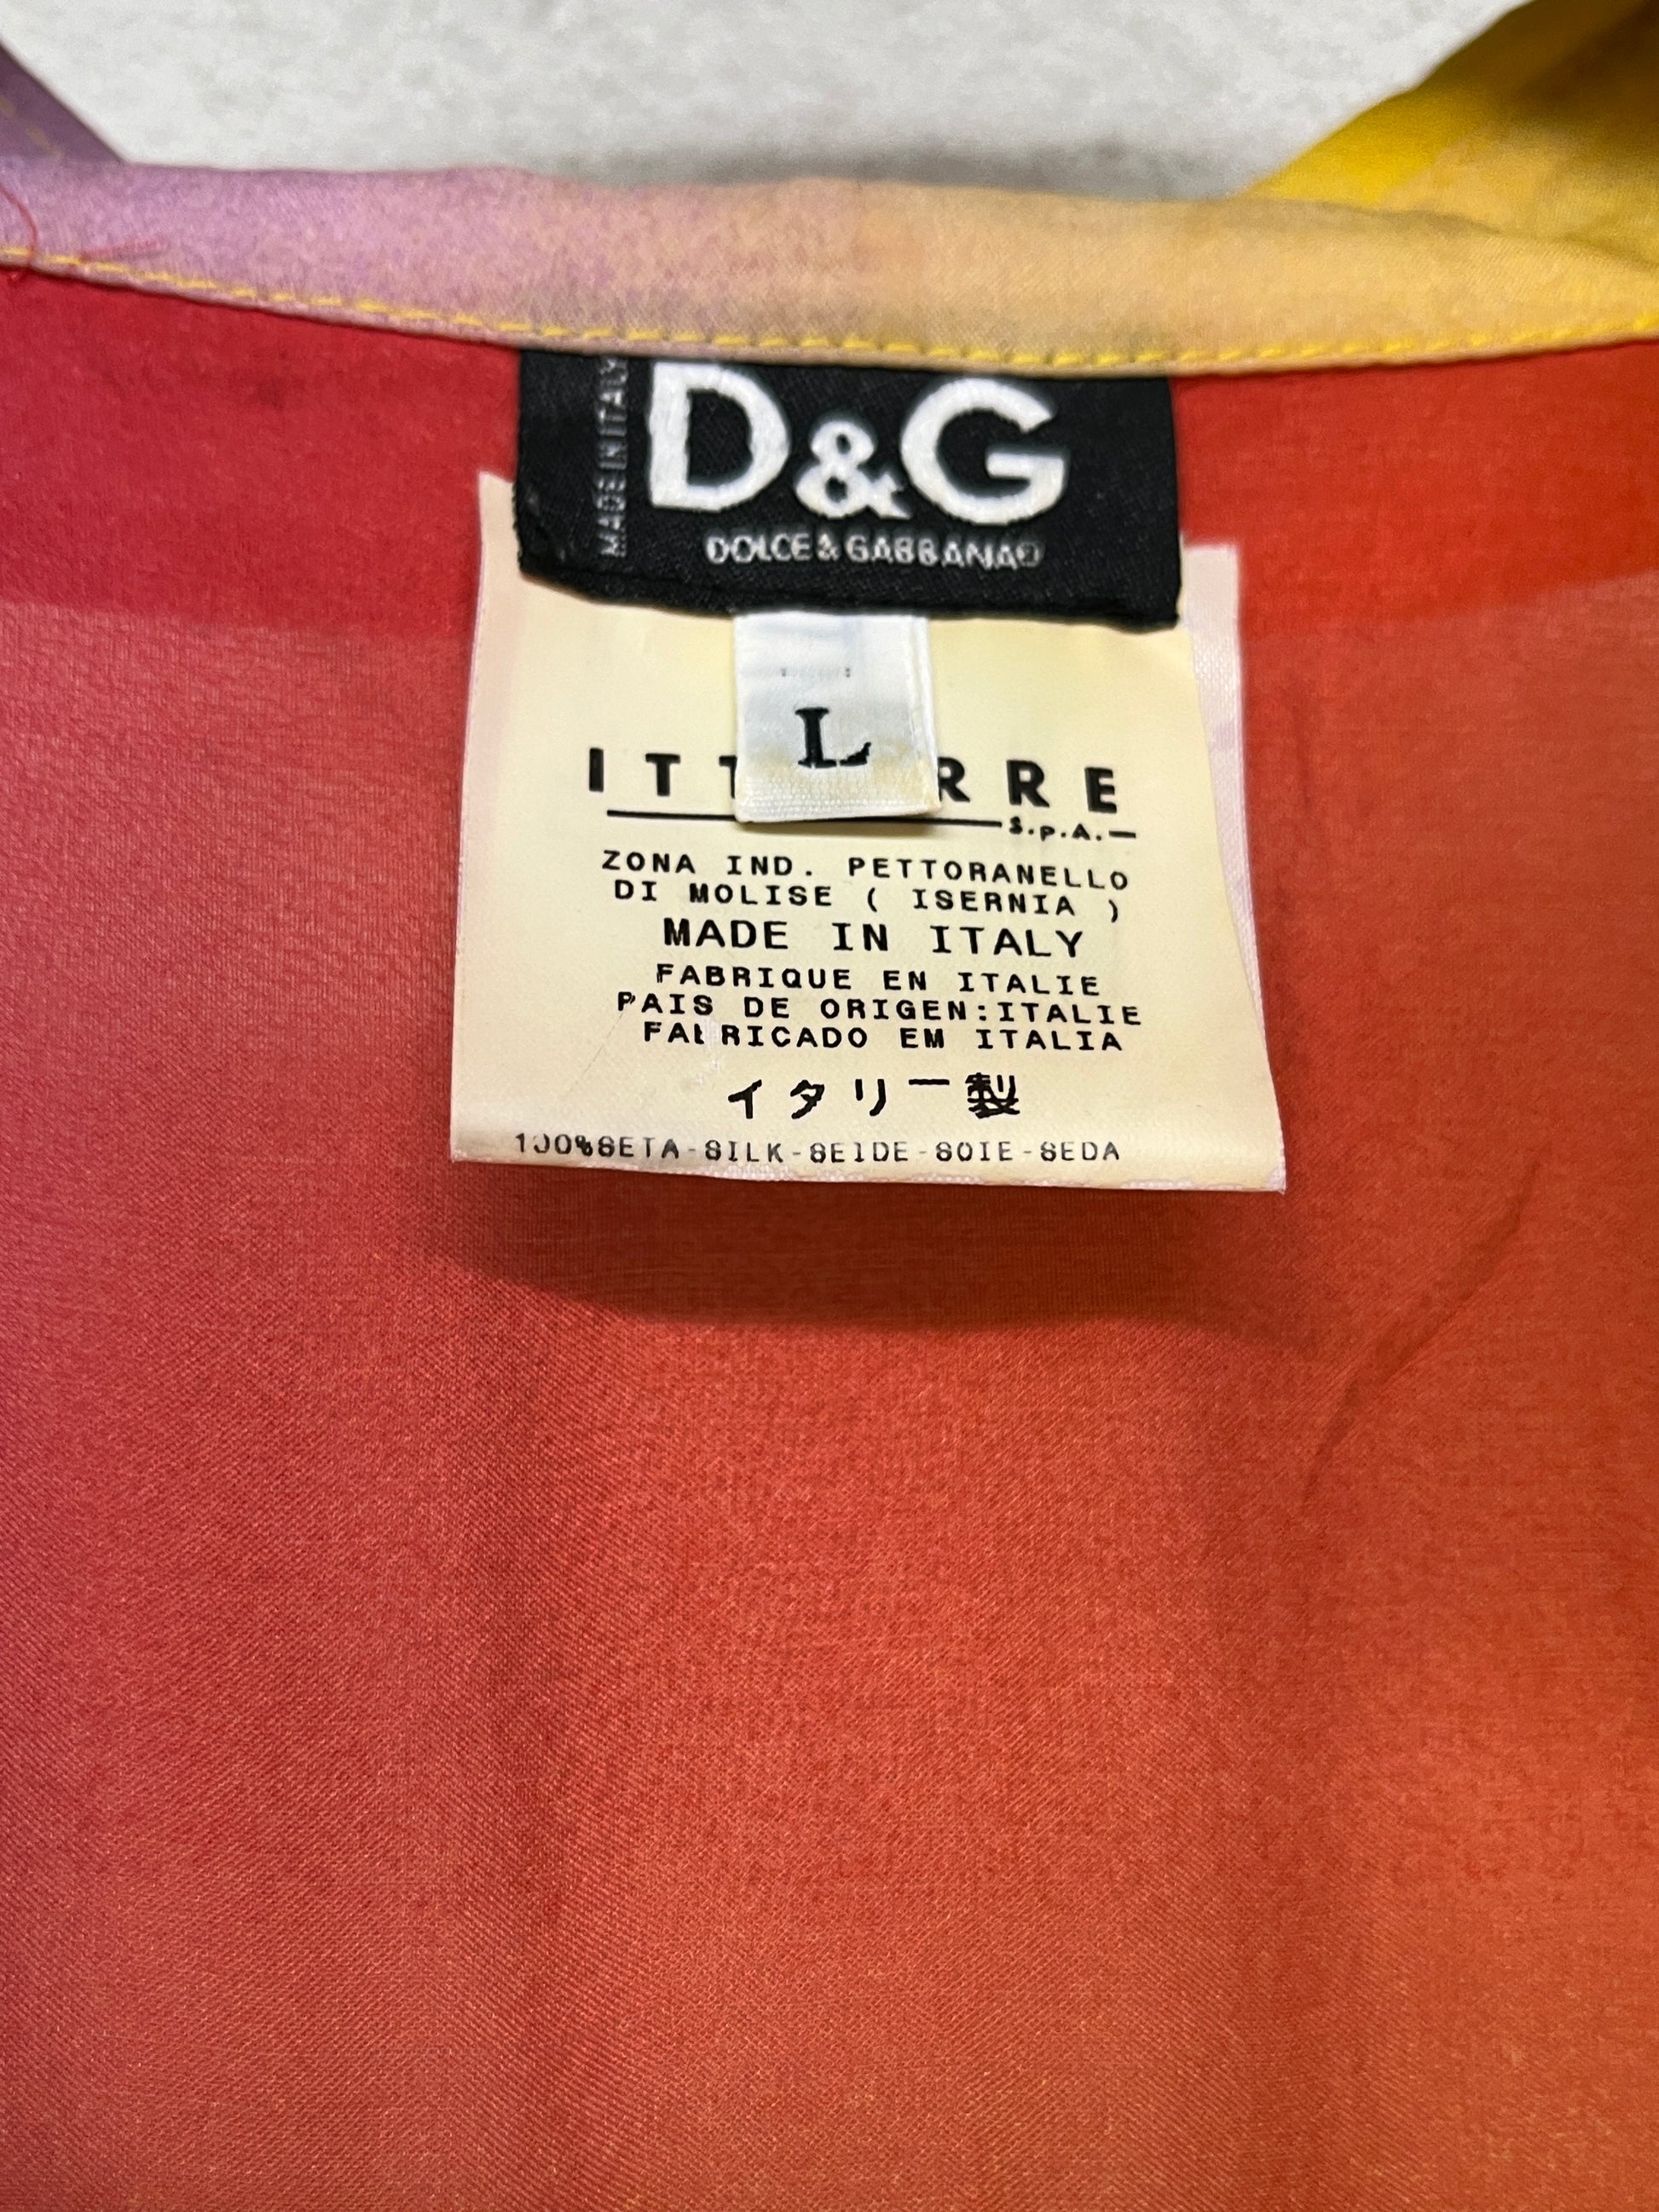 MADE IN ITALY
D&G
DOLCE & GABBANA
L
S.p.A.
ZONA IND. PETTORANELLO
DI MOLISE ( ISERNIA )
MADE IN ITALY
FABRIQUE EN ITALIE
PAIS DE ORIGEN:ITALIE
FABRICADO EM ITALIA
イタリー製
100%SETA-SILK-SEIDE-SOIE-SEDA